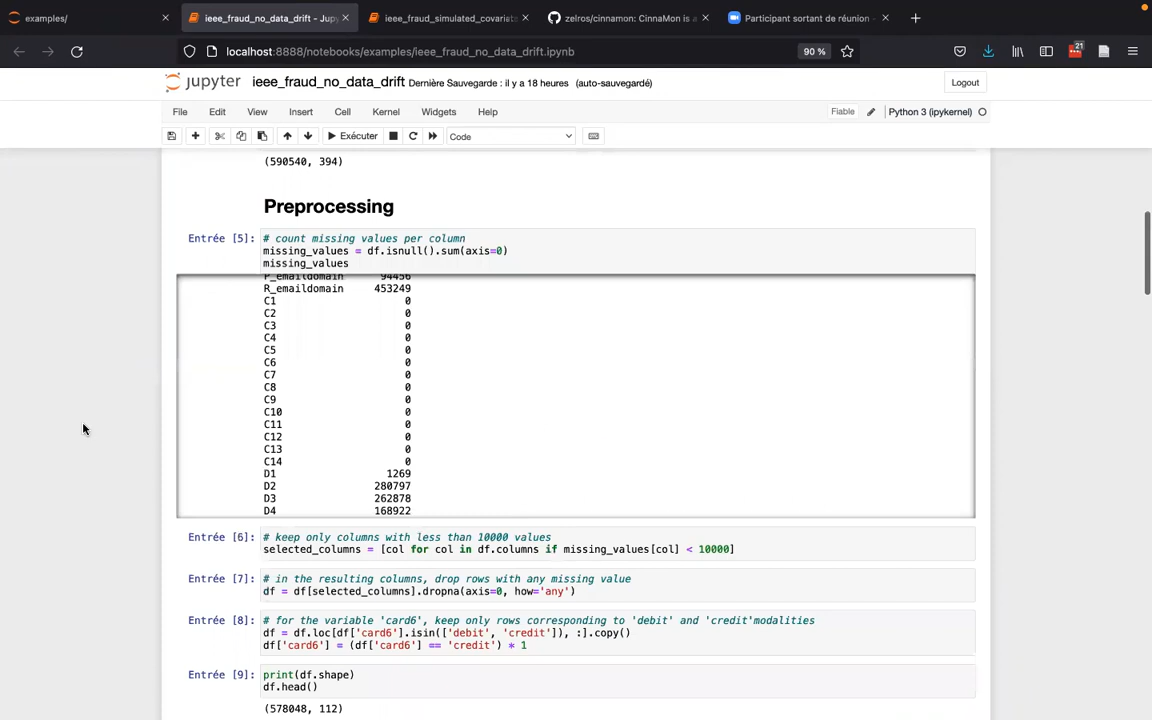 examples/
ieee_fraud_no_data_drift - Jup
ieee_fraud_simulated_covariat
zelros/cinnamon: CinnaMon is a
Participant sortant de réunion -
localhost:8888/notebooks/examples/ieee_fraud_no_data_drift.ipynb
90 %
21
jupyter ieee_fraud_no_data_drift Dernière Sauvegarde : il y a 18 heures (auto-sauvegardé)
Logout
File Edit View Insert Cell Kernel Widgets Help
Fiable
Python 3 (ipykernel)
Exécuter
Code
(590540, 394)
Preprocessing
Entrée [5]: # count missing values per column
missing_values = df.isnull().sum(axis=0)
missing_values
P_emaildomain 94456
R_emaildomain 453249
C1 0
C2 0
C3 0
C4 0
C5 0
C6 0
C7 0
C8 0
C9 0
C10 0
C11 0
C12 0
C13 0
C14 0
D1 1269
D2 280797
D3 262878
D4 168922
Entrée [6]: # keep only columns with less than 10000 values
selected_columns = [col for col in df.columns if missing_values[col] < 10000]
Entrée [7]: # in the resulting columns, drop rows with any missing value
df = df[selected_columns].dropna(axis=0, how='any')
Entrée [8]: # for the variable 'card6', keep only rows corresponding to 'debit' and 'credit'modalities
df = df.loc[df['card6'].isin(['debit', 'credit']), :].copy()
df['card6'] = (df['card6'] == 'credit') * 1
Entrée [9]: print(df.shape)
df.head()
(578048, 112)